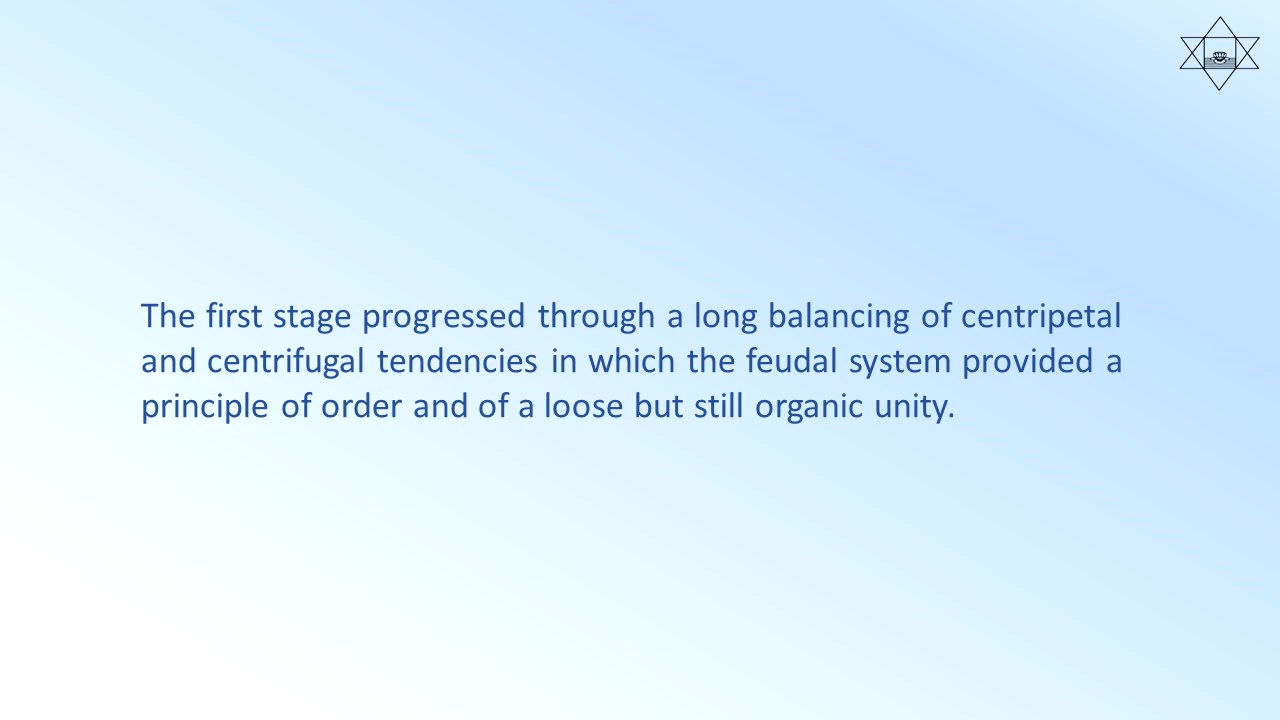 The first stage progressed through a long balancing of centripetal
and centrifugal tendencies in which the feudal system provided a
principle of order and of a loose but still organic unity.